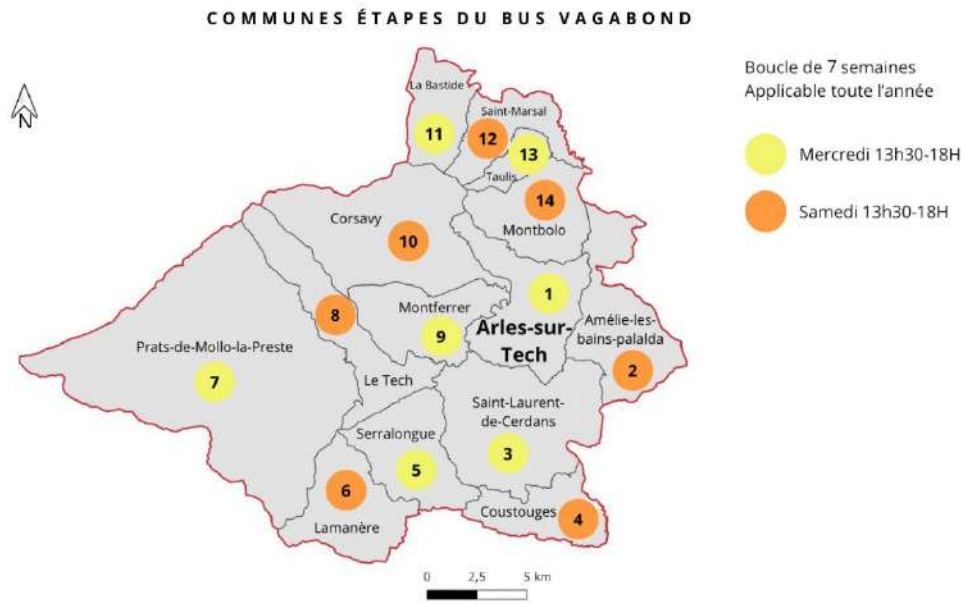 COMMUNES ÉTAPES DU BUS VAGABOND
Boucle de 7 semaines
Applicable toute l'année
Mercredi 13h30-18H
Samedi 13h30-18H
N
La Bastide
11
Saint-Marsal
12
13
Taulis
14
Montbolo
Corsavy
10
1
Arles-sur-
Tech
Amélie-les-
bains-palalda
2
8
Montferrer
9
Prats-de-Mollo-la-Preste
7
Le Tech
Saint-Laurent-
de-Cerdans
3
Serralongue
5
6
Lamanère
Coustouges
4
0 2,5 5 km